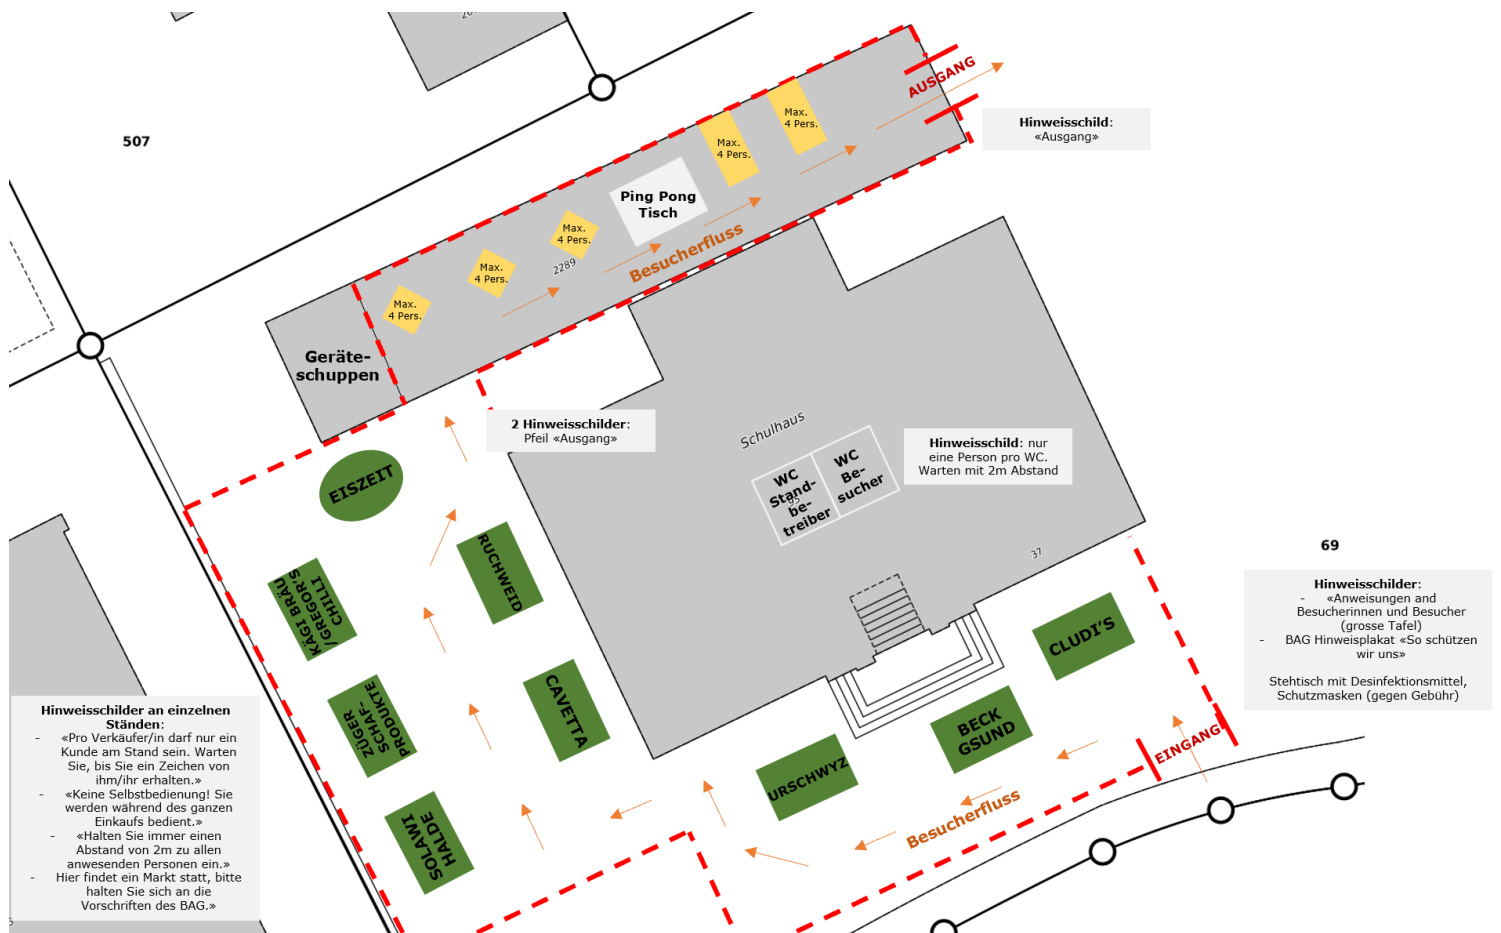 507
AUSGANG
Hinweisschild:
«Ausgang»
Max.
4 Pers.
Max.
4 Pers.
Ping Pong
Tisch
Max.
4 Pers.
Max.
4 Pers.
Max.
4 Pers.
2289
Besucherfluss
Geräte-
schuppen
2 Hinweisschilder:
Pfeil «Ausgang»
Schulhaus
Hinweisschild: nur
eine Person pro WC.
Warten mit 2m Abstand
WC
Stand-
be-
treiber
95
WC
Be-
sucher
37
69
EISZEIT
RUCHWEID
KÄGI BRÄU
/GREGOR'S
CHILLI
CAVETTA
ZÜGER
SCHAF-
PRODUKTE
SOLAWI
HALDE
CLUDI'S
BECK
GSUND
URSCHWYZ
EINGANG
Besucherfluss
Hinweisschilder:
- «Anweisungen and
Besucherinnen und Besucher
(grosse Tafel)
- BAG Hinweisplakat «So schützen
wir uns»
Stehtisch mit Desinfektionsmittel,
Schutzmasken (gegen Gebühr)
Hinweisschilder an einzelnen
Ständen:
- «Pro Verkäufer/in darf nur ein
Kunde am Stand sein. Warten
Sie, bis Sie ein Zeichen von
ihm/ihr erhalten.»
- «Keine Selbstbedienung! Sie
werden während des ganzen
Einkaufs bedient.»
- «Halten Sie immer einen
Abstand von 2m zu allen
anwesenden Personen ein.»
- Hier findet ein Markt statt, bitte
halten Sie sich an die
Vorschriften des BAG.»